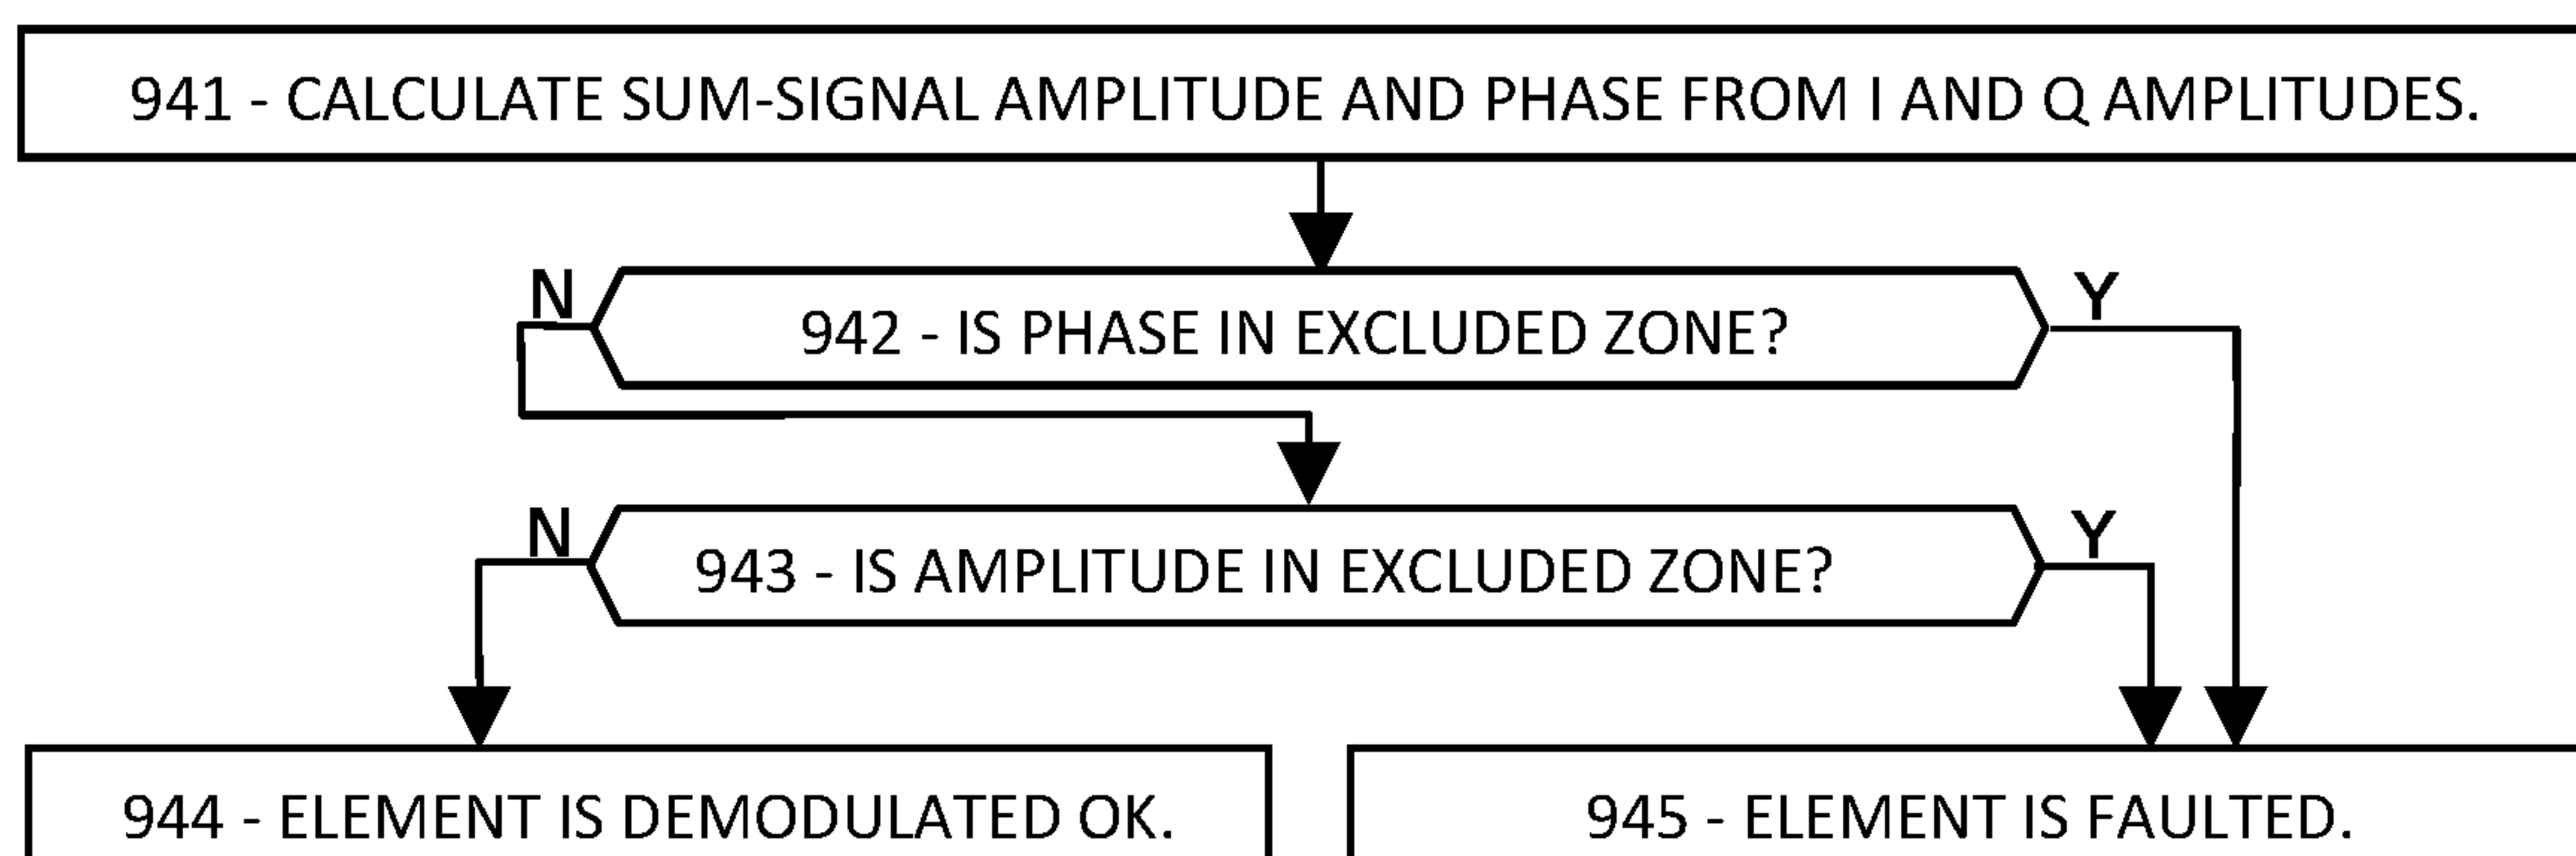 941 - CALCULATE SUM-SIGNAL AMPLITUDE AND PHASE FROM I AND Q AMPLITUDES.
N
942 - IS PHASE IN EXCLUDED ZONE?
Y
N
943 - IS AMPLITUDE IN EXCLUDED ZONE?
Y
944 - ELEMENT IS DEMODULATED OK.
945 - ELEMENT IS FAULTED.